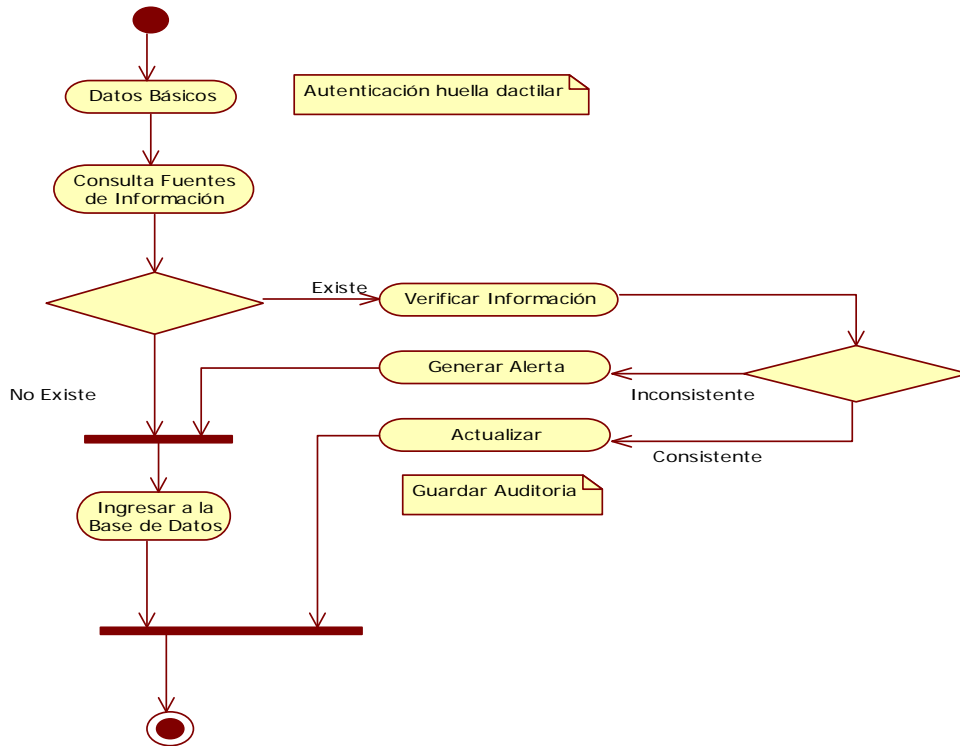 Datos Básicos
Autenticación huella dactilar
Consulta Fuentes
de Información
Existe
Verificar Información
Generar Alerta
Inconsistente
No Existe
Actualizar
Consistente
Guardar Auditoria
Ingresar a la
Base de Datos